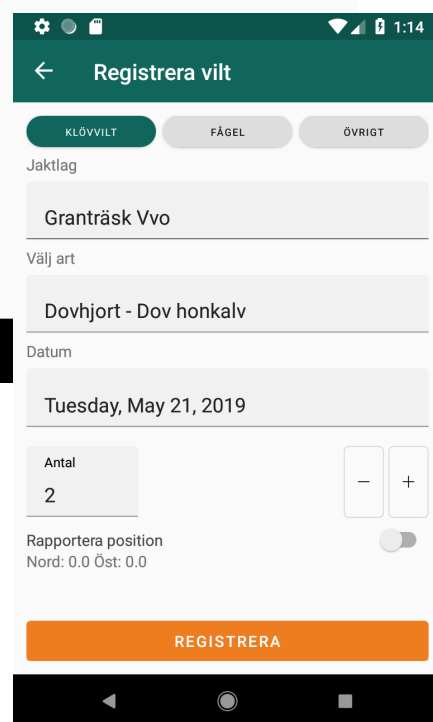 1:14
Registrera vilt
KLÖVVILT FÅGEL ÖVRIGT
Jaktlag
Granträsk Vvo
Välj art
Dovhjort - Dov honkalv
Datum
Tuesday, May 21, 2019
Antal
2 − +
Rapportera position
Nord: 0.0 Öst: 0.0
REGISTRERA